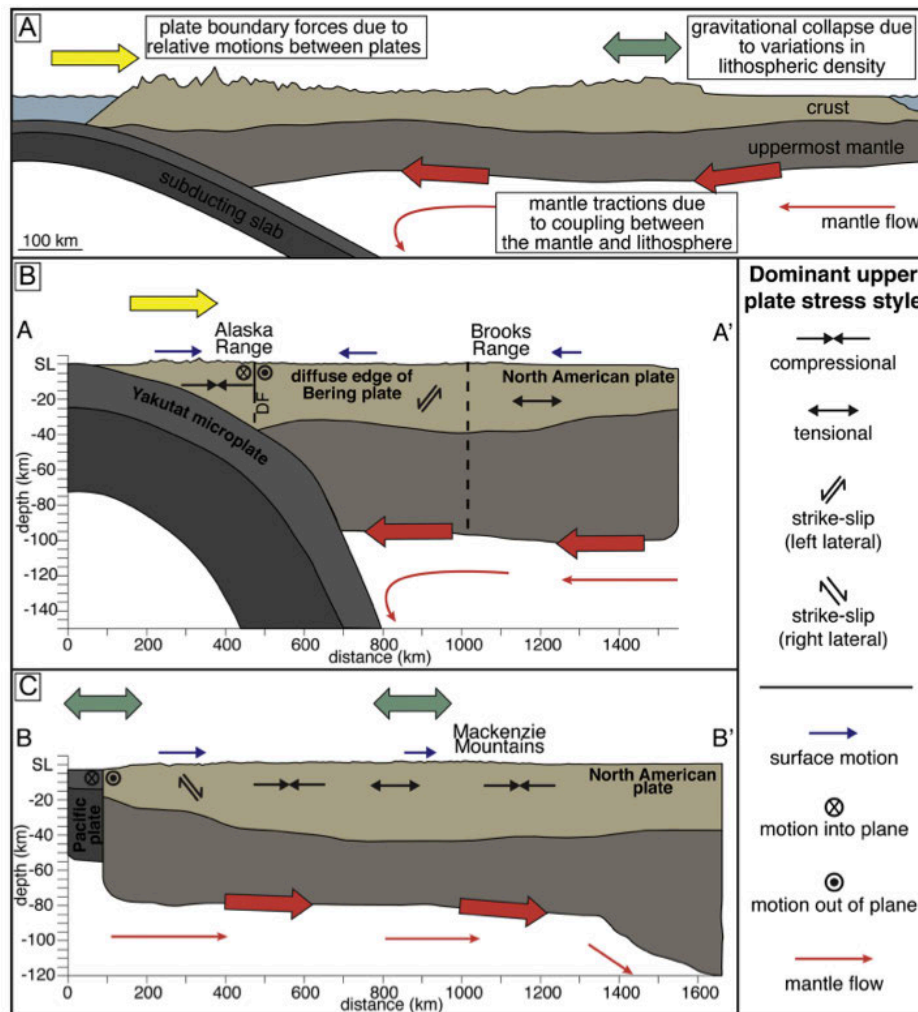 A
plate boundary forces due to
relative motions between plates
gravitational collapse due
to variations in
lithospheric density
crust
uppermost mantle
subducting slab
mantle tractions due
to coupling between
the mantle and lithosphere
mantle flow
100 km
B
A
Alaska
Range
Brooks
Range
A'
SL
-20
-40
-60
-80
-100
-120
-140
depth (km)
DF
diffuse edge of
Bering plate
North American plate
Yakutat microplate
0
200
400
600
800
1000
1200
1400
distance (km)
C
B
Mackenzie
Mountains
B'
SL
-20
-40
-60
-80
-100
-120
depth (km)
Pacific
plate
North American
plate
0
200
400
600
800
1000
1200
1400
1600
distance (km)
Dominant upper
plate stress style
compressional
tensional
strike-slip
(left lateral)
strike-slip
(right lateral)
surface motion
motion into plane
motion out of plane
mantle flow